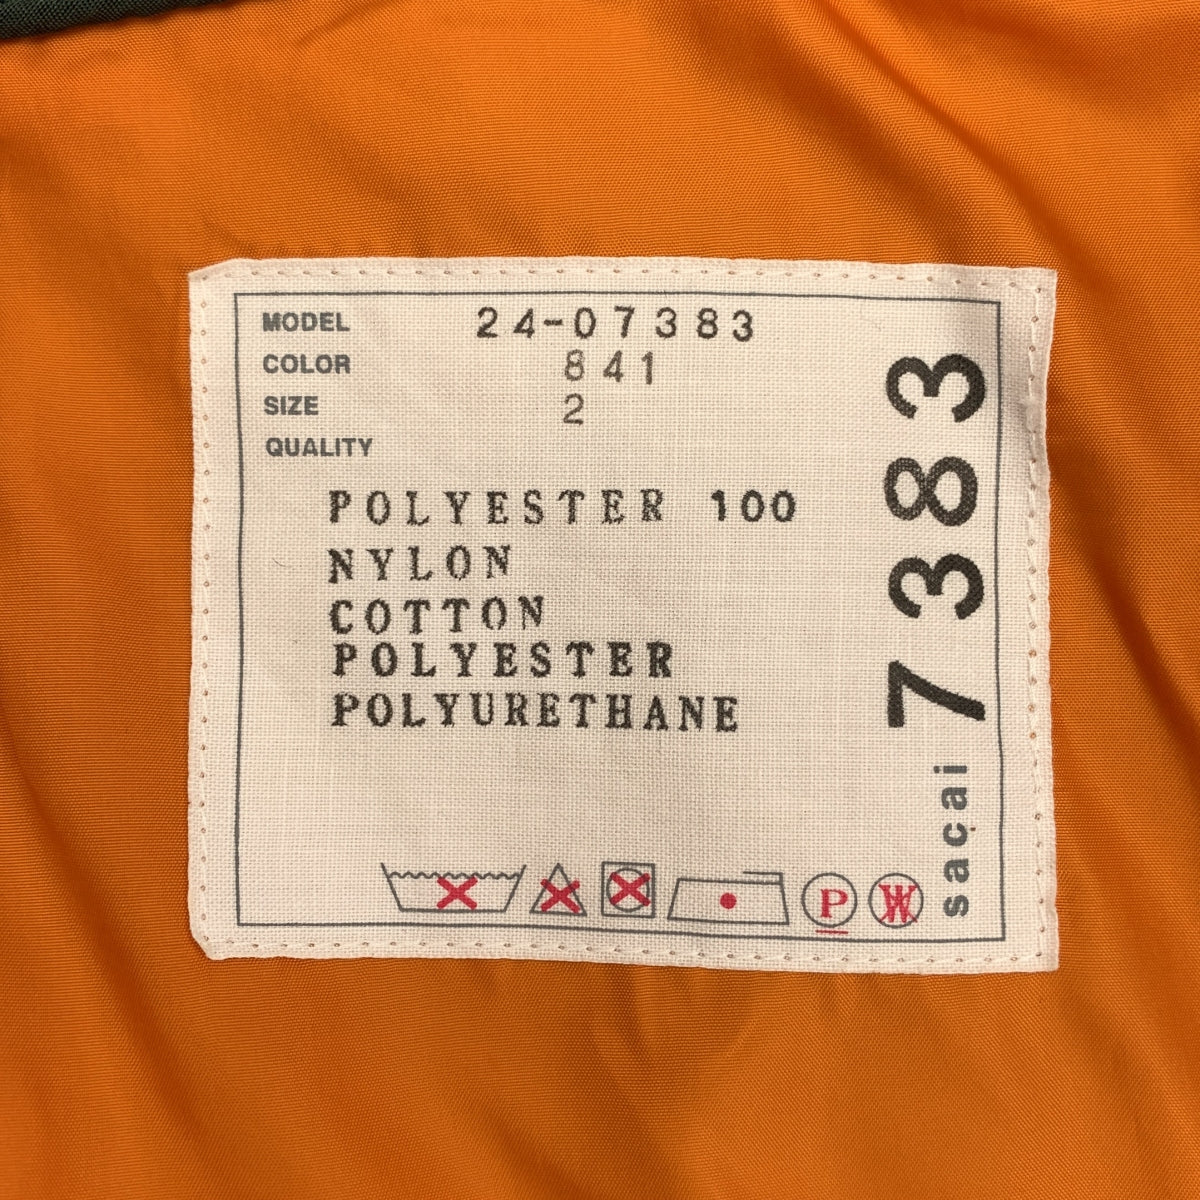 MODEL 24-07383
COLOR 841
SIZE 2
QUALITY
POLYESTER 100
NYLON
COTTON
POLYESTER
POLYURETHANE
P W
sacai 7383